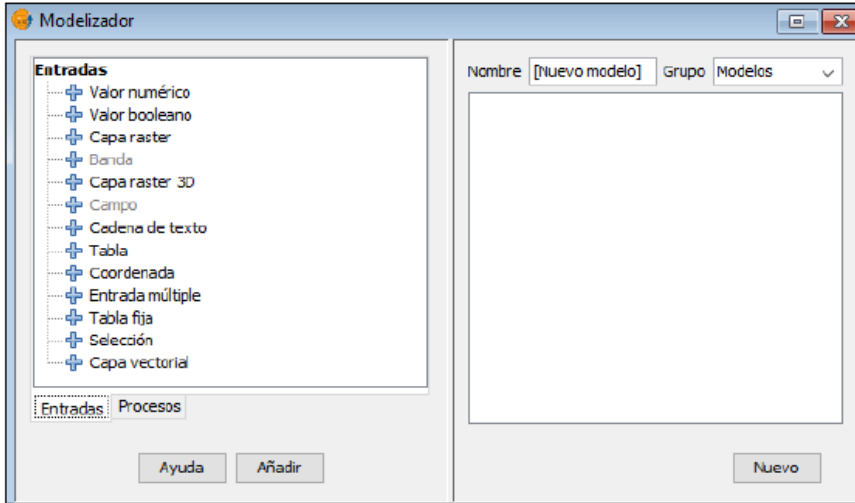 Modelizador
Entradas
Valor numérico
Valor booleano
Capa raster
Banda
Capa raster 3D
Campo
Cadena de texto
Tabla
Coordenada
Entrada múltiple
Tabla fija
Selección
Capa vectorial
Entradas Procesos
Ayuda Añadir
Nombre [Nuevo modelo] Grupo Modelos
Nuevo